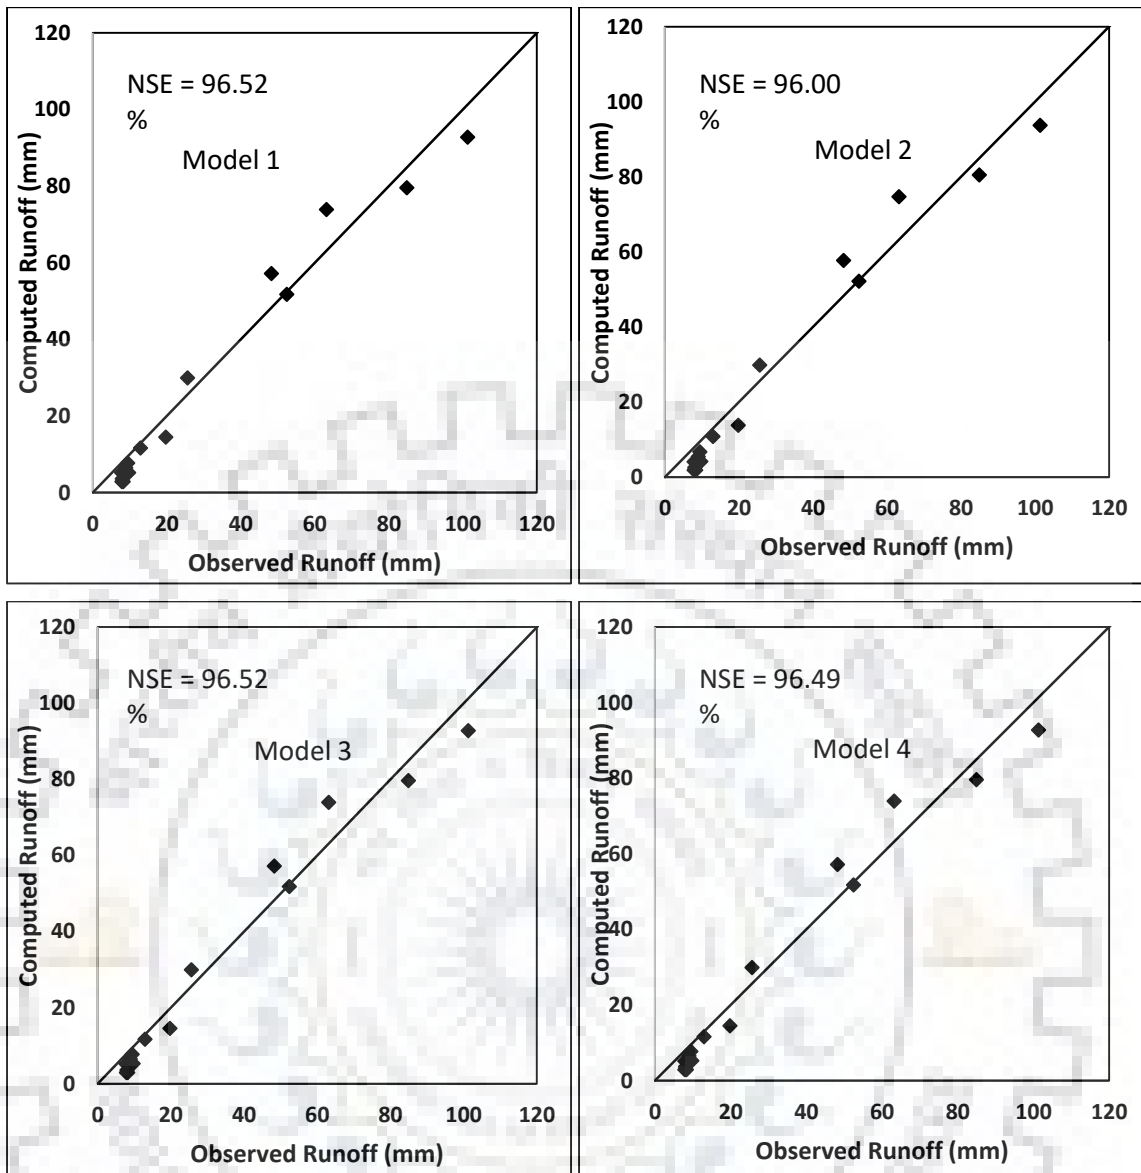 120
100
80
60
40
20
0
Computed Runoff (mm)
NSE = 96.52
%
Model 1
0 20 40 60 80 100 120
Observed Runoff (mm)
120
100
80
60
40
20
0
Computed Runoff (mm)
NSE = 96.00
%
Model 2
0 20 40 60 80 100 120
Observed Runoff (mm)
120
100
80
60
40
20
0
Computed Runoff (mm)
NSE = 96.52
%
Model 3
0 20 40 60 80 100 120
Observed Runoff (mm)
120
100
80
60
40
20
0
Computed Runoff (mm)
NSE = 96.49
%
Model 4
0 20 40 60 80 100 120
Observed Runoff (mm)